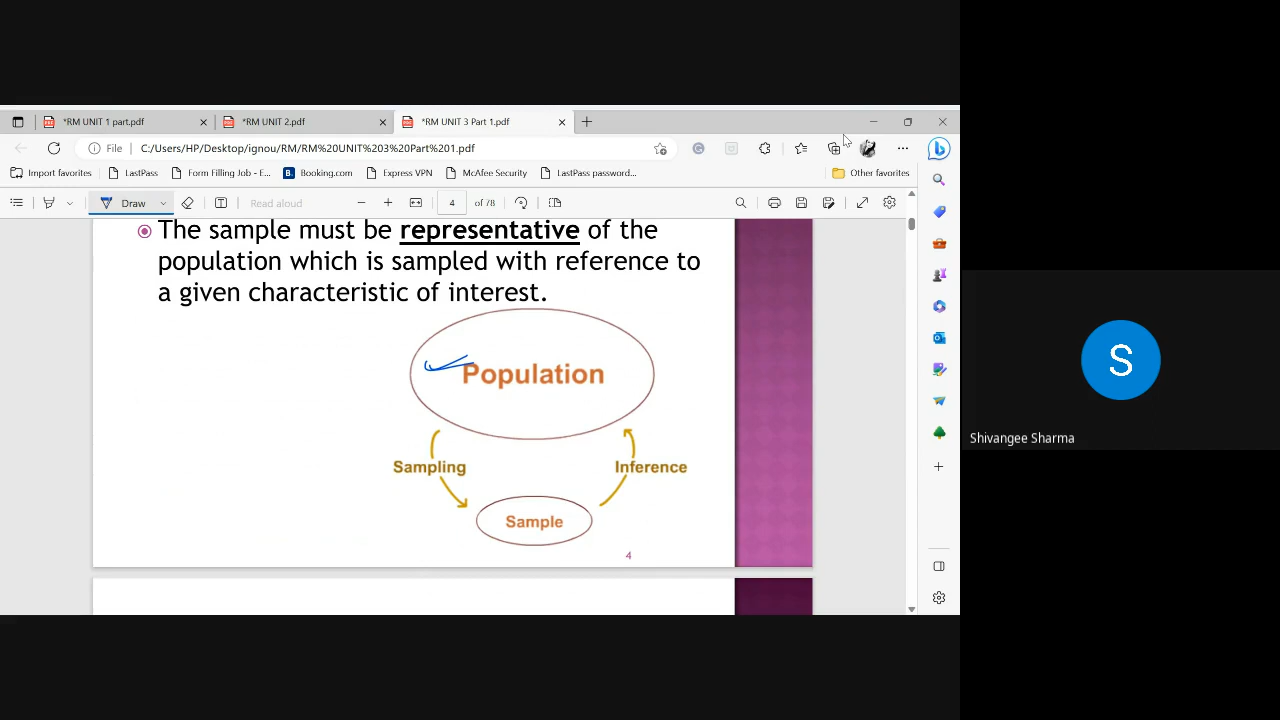 *RM UNIT 1 part.pdf
*RM UNIT 2.pdf
*RM UNIT 3 Part 1.pdf
File
C:/Users/HP/Desktop/ignou/RM/RM%20UNIT%203%20Part%201.pdf
Import favorites
LastPass
Form Filling Job - E...
Booking.com
Express VPN
McAfee Security
LastPass password...
Other favorites
Draw
Read aloud
4
of 78
The sample must be representative of the
population which is sampled with reference to
a given characteristic of interest.
Population
Sampling
Inference
Sample
4
S
Shivangee Sharma